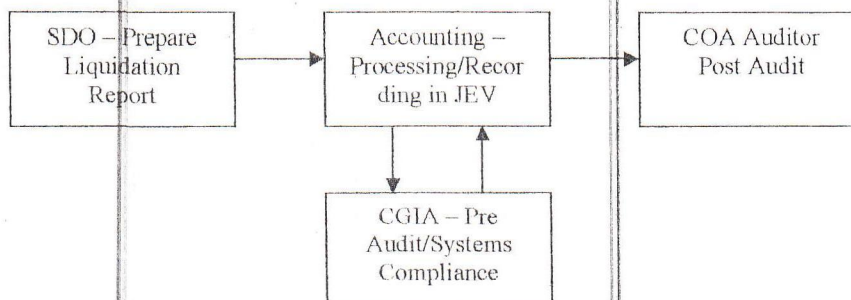 SDO – Prepare
Liquidation
Report
Accounting –
Processing/Recor
ding in JEV
COA Auditor
Post Audit
CGIA – Pre
Audit/Systems
Compliance